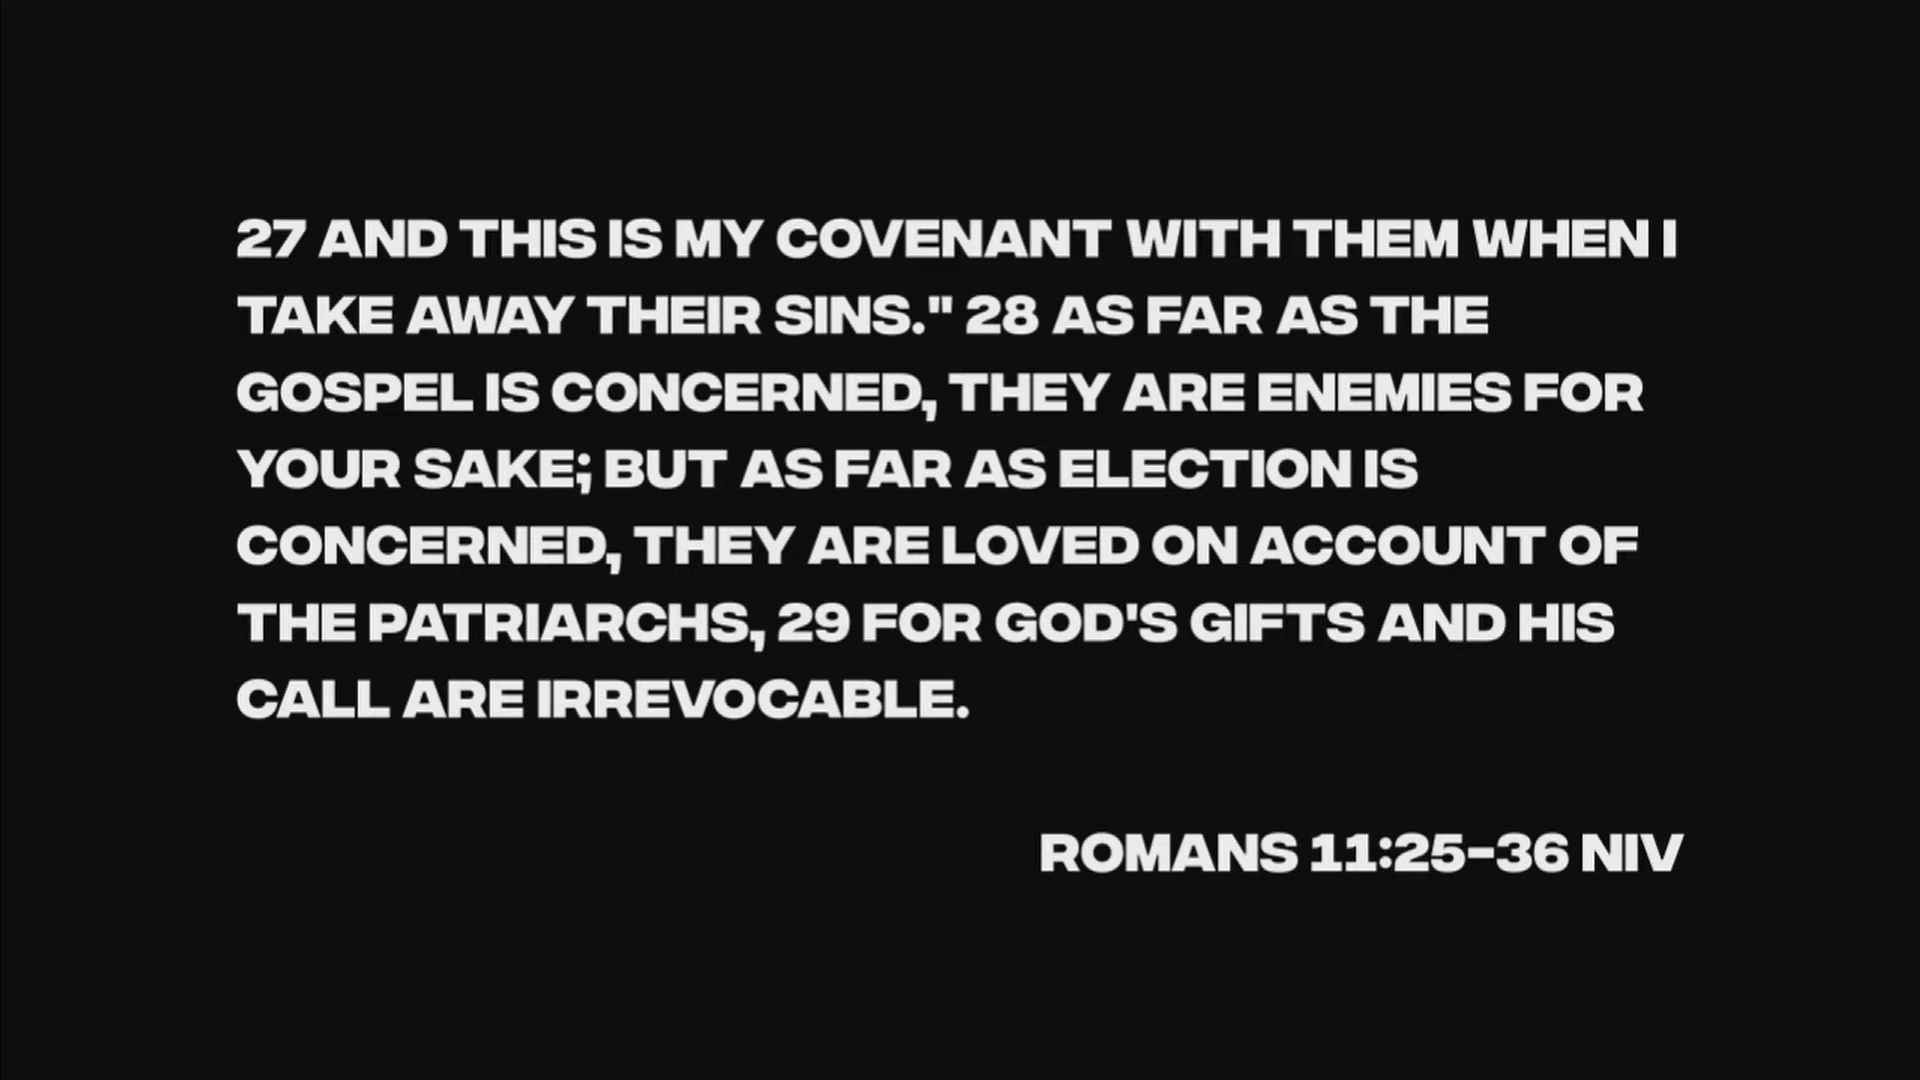 27 AND THIS IS MY COVENANT WITH THEM WHEN I
TAKE AWAY THEIR SINS." 28 AS FAR AS THE
GOSPEL IS CONCERNED, THEY ARE ENEMIES FOR
YOUR SAKE; BUT AS FAR AS ELECTION IS
CONCERNED, THEY ARE LOVED ON ACCOUNT OF
THE PATRIARCHS, 29 FOR GOD'S GIFTS AND HIS
CALL ARE IRREVOCABLE.
ROMANS 11:25-36 NIV